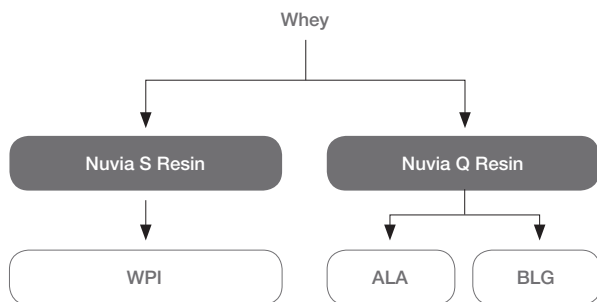 Whey
Nuvia S Resin
Nuvia Q Resin
WPI
ALA
BLG